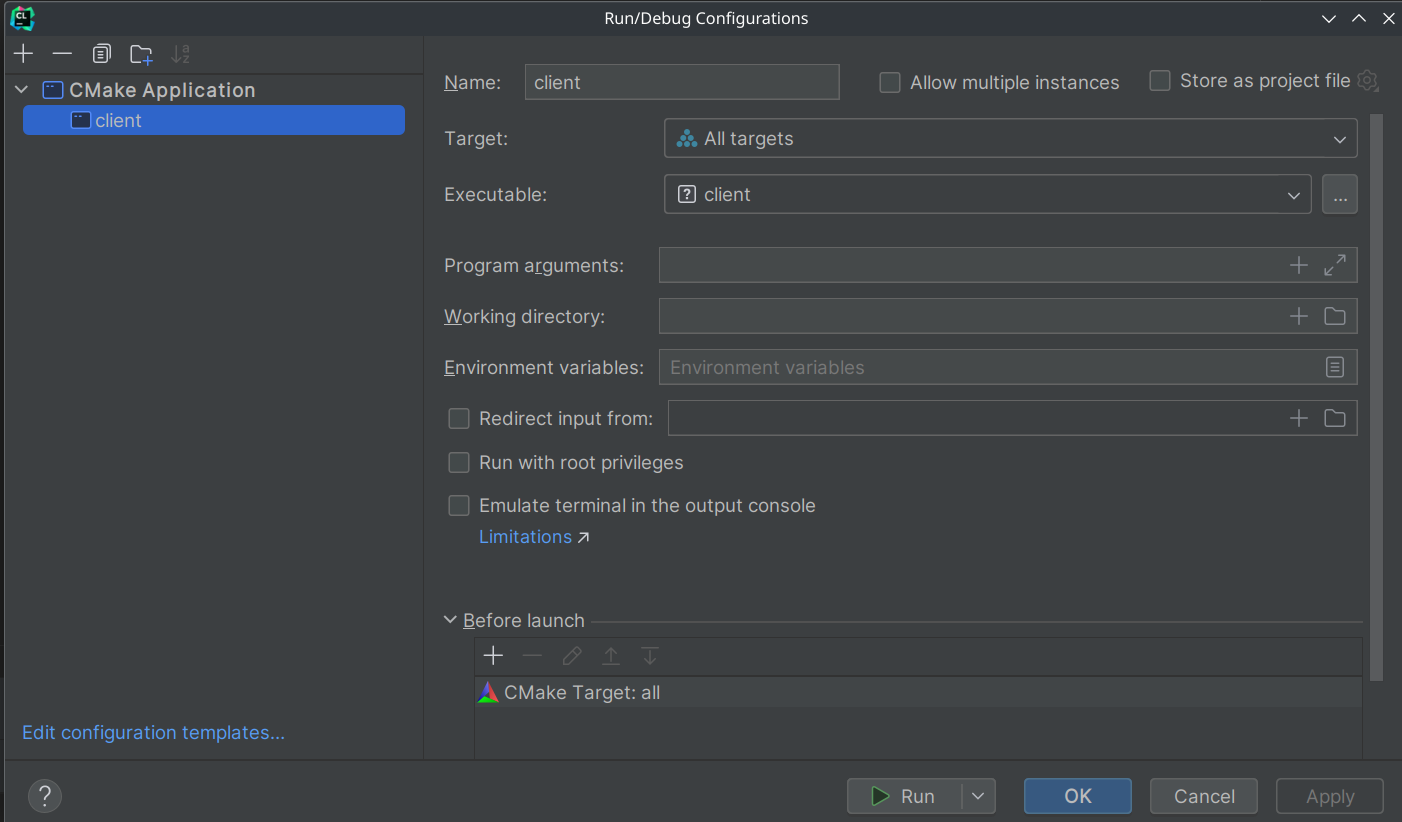 CL
Run/Debug Configurations
CMake Application
client
Edit configuration templates...
Name: client
Allow multiple instances
Store as project file
Target: All targets
Executable: ? client ...
Program arguments:
Working directory:
Environment variables: Environment variables
Redirect input from:
Run with root privileges
Emulate terminal in the output console
Limitations ↗
Before launch
CMake Target: all
?
Run
OK
Cancel
Apply